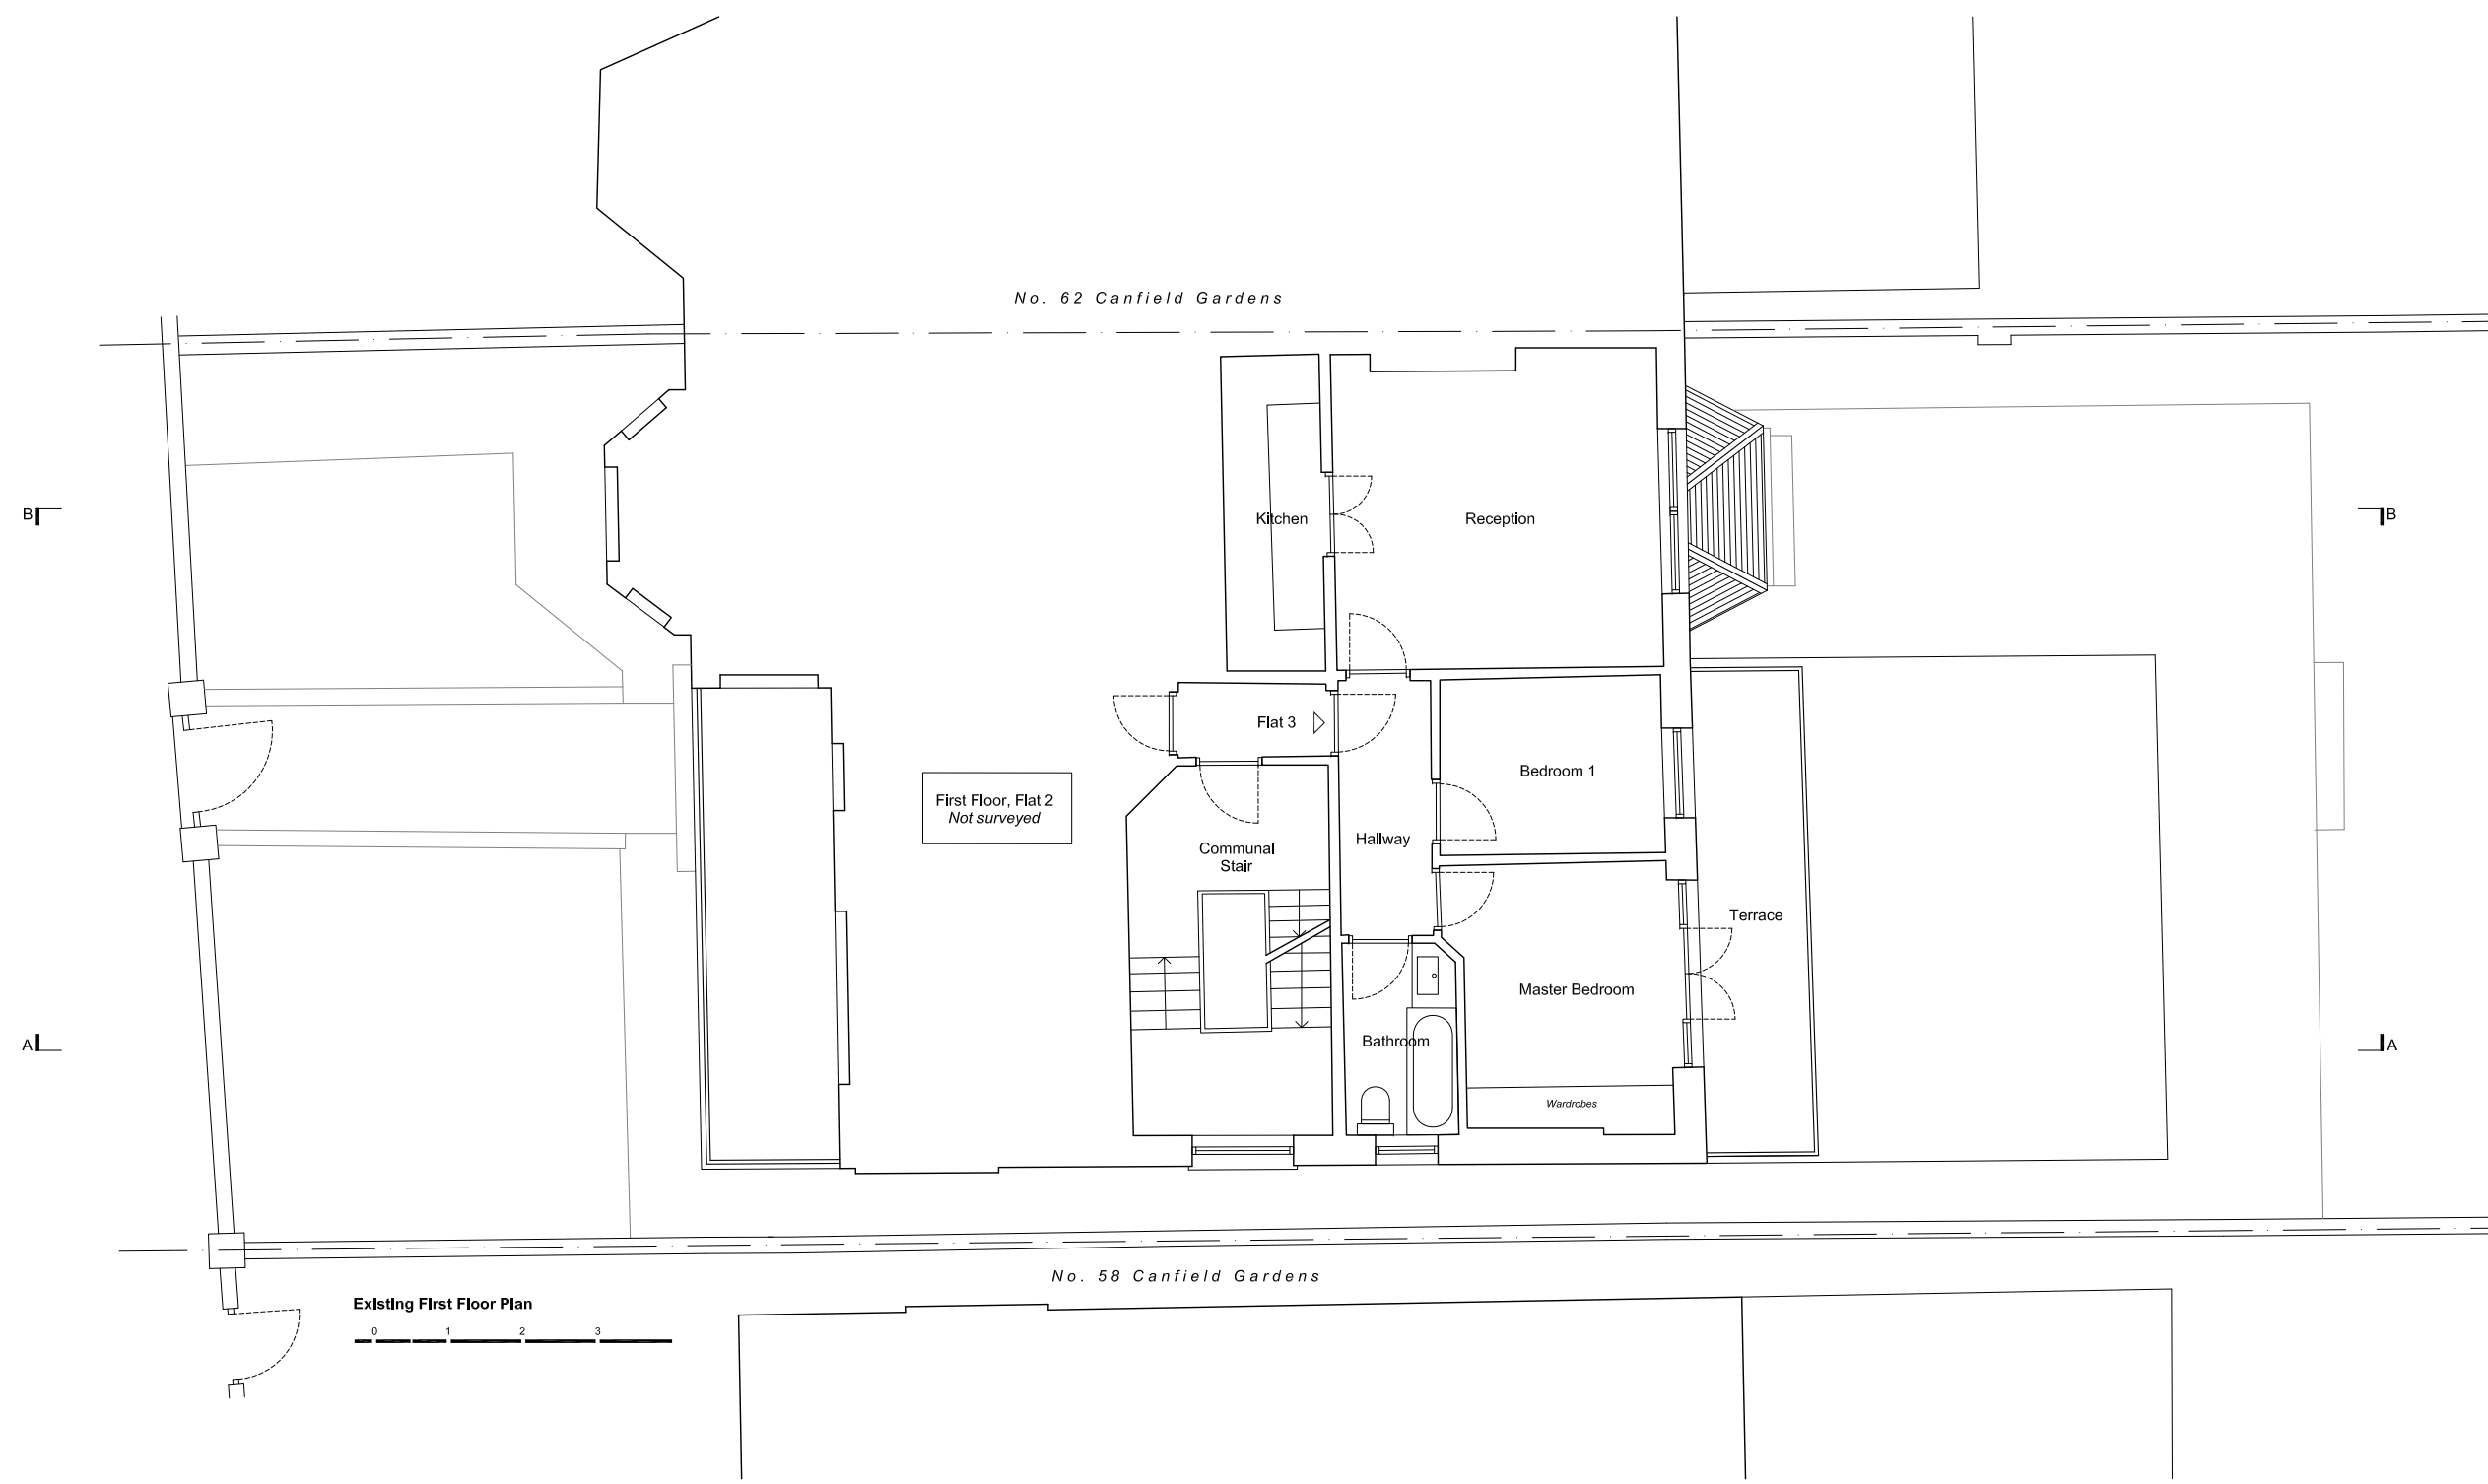 No. 62 Canfield Gardens
B
B
Kitchen
Reception
Flat 3
Bedroom 1
First Floor, Flat 2
Not surveyed
Hallway
Communal
Stair
Terrace
Master Bedroom
A
Bathroom
A
Wardrobes
No. 58 Canfield Gardens
Existing First Floor Plan
0 1 2 3